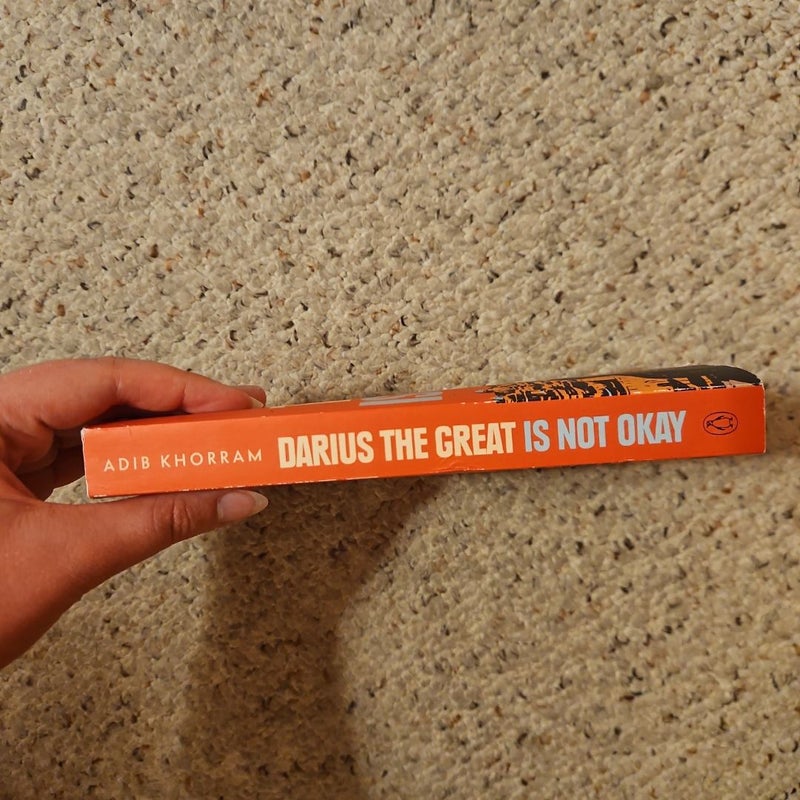 ADIB KHORRAM DARIUS THE GREAT IS NOT OKAY